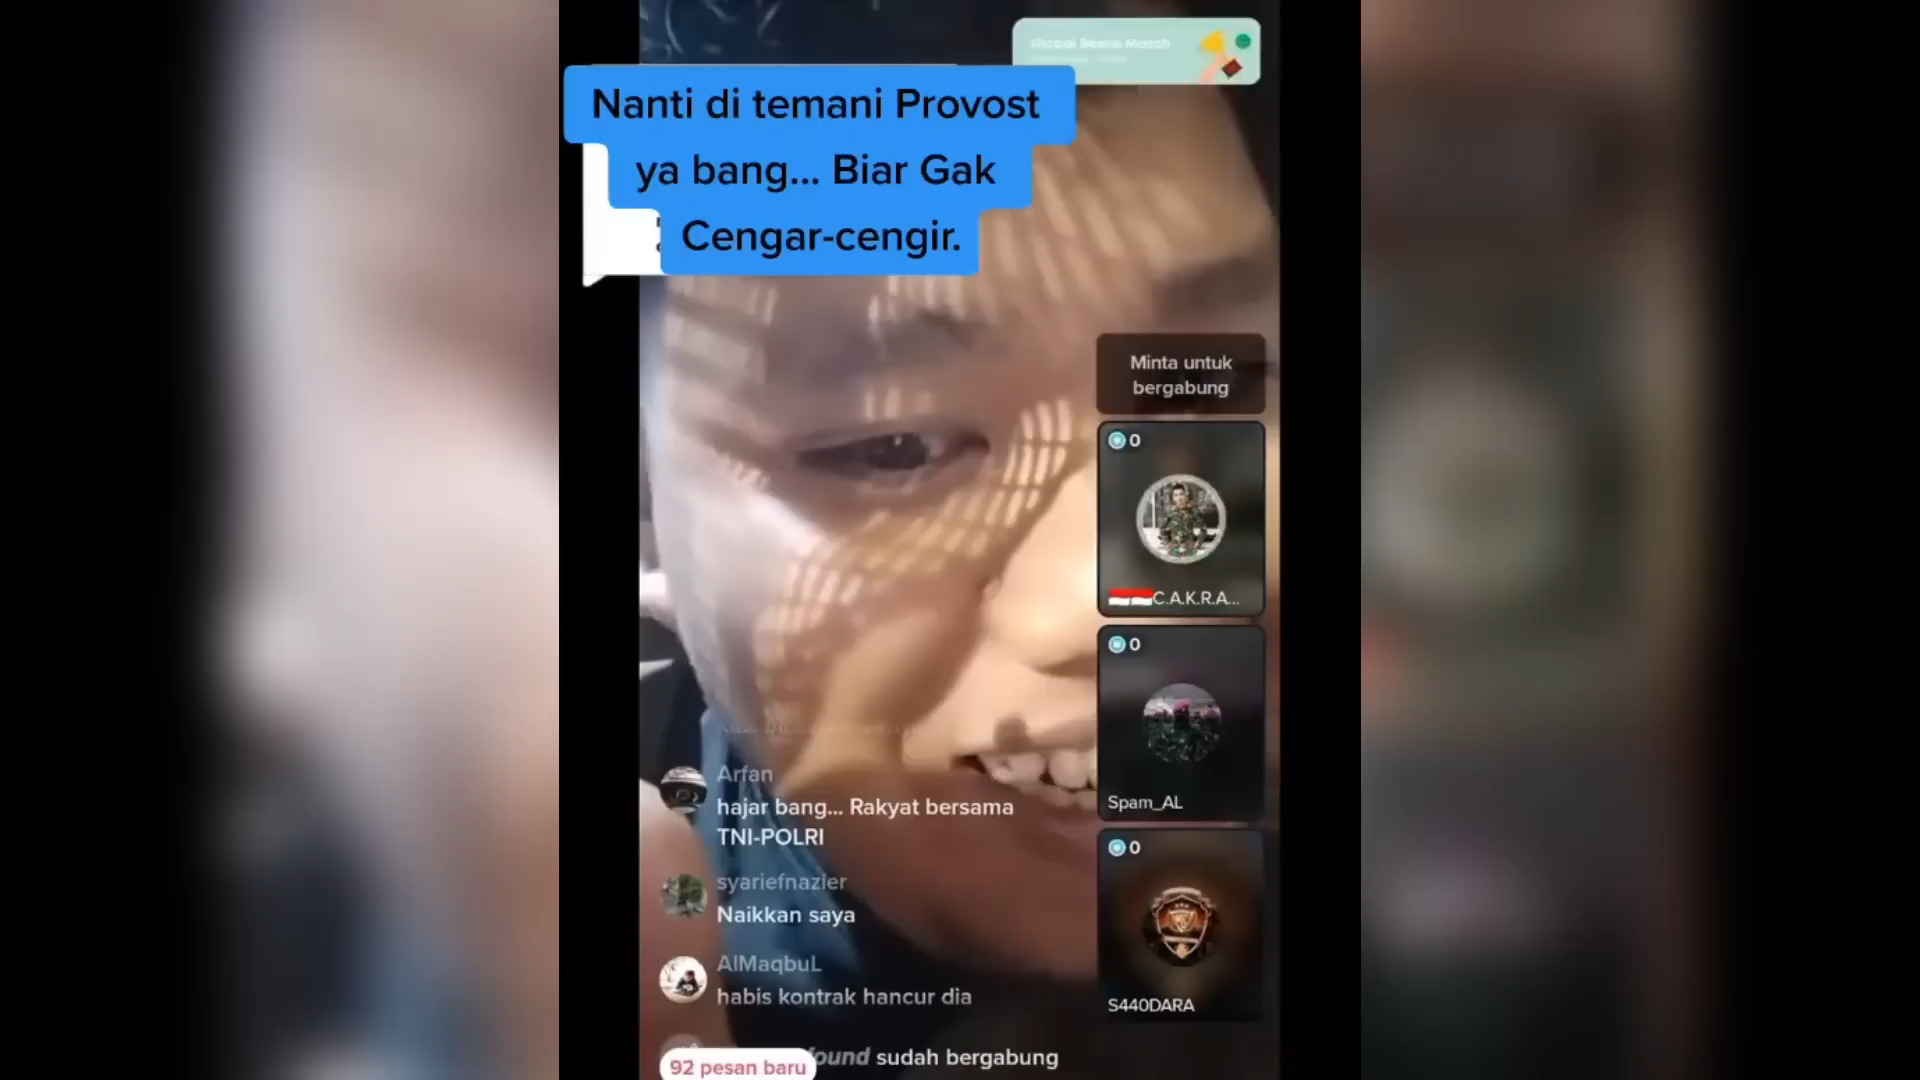 Nanti di temani Provost
ya bang... Biar Gak
Cengar-cengir.
Minta untuk
bergabung
0
C.A.K.R.A...
0
Spam_AL
0
S440DARA
Arfan
hajar bang... Rakyat bersama
TNI-POLRI
syariefnazier
Naikkan saya
AlMaqbuL
habis kontrak hancur dia
sudah bergabung
92 pesan baru